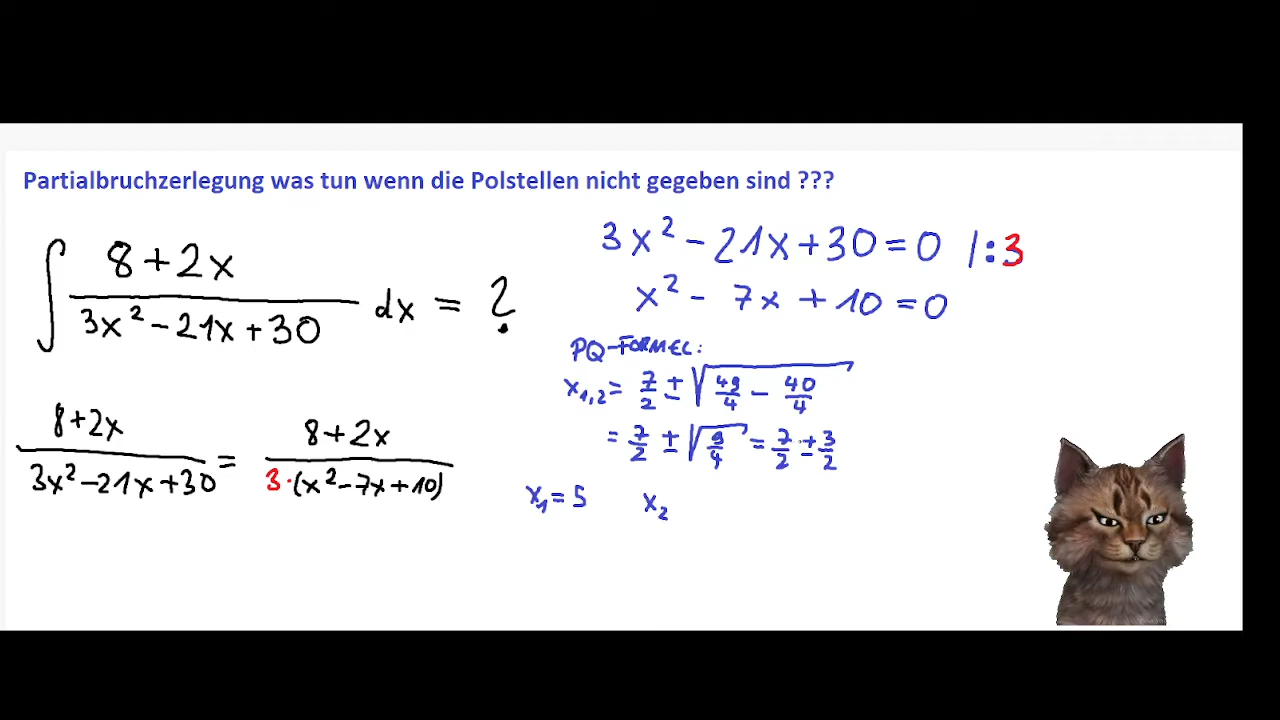 Partialbruchzerlegung was tun wenn die Polstellen nicht gegeben sind ???
∫ (8+2x)/(3x²-21x+30) dx = ?
(8+2x)/(3x²-21x+30) = (8+2x)/(3·(x²-7x+10))
3x²-21x+30=0 |:3
x²-7x+10=0
PQ-FORMEL:
x₁,₂= 7/2 ± √(49/4 - 40/4)
= 7/2 ± √(9/4) = 7/2 ± 3/2
x₁=5 x₂